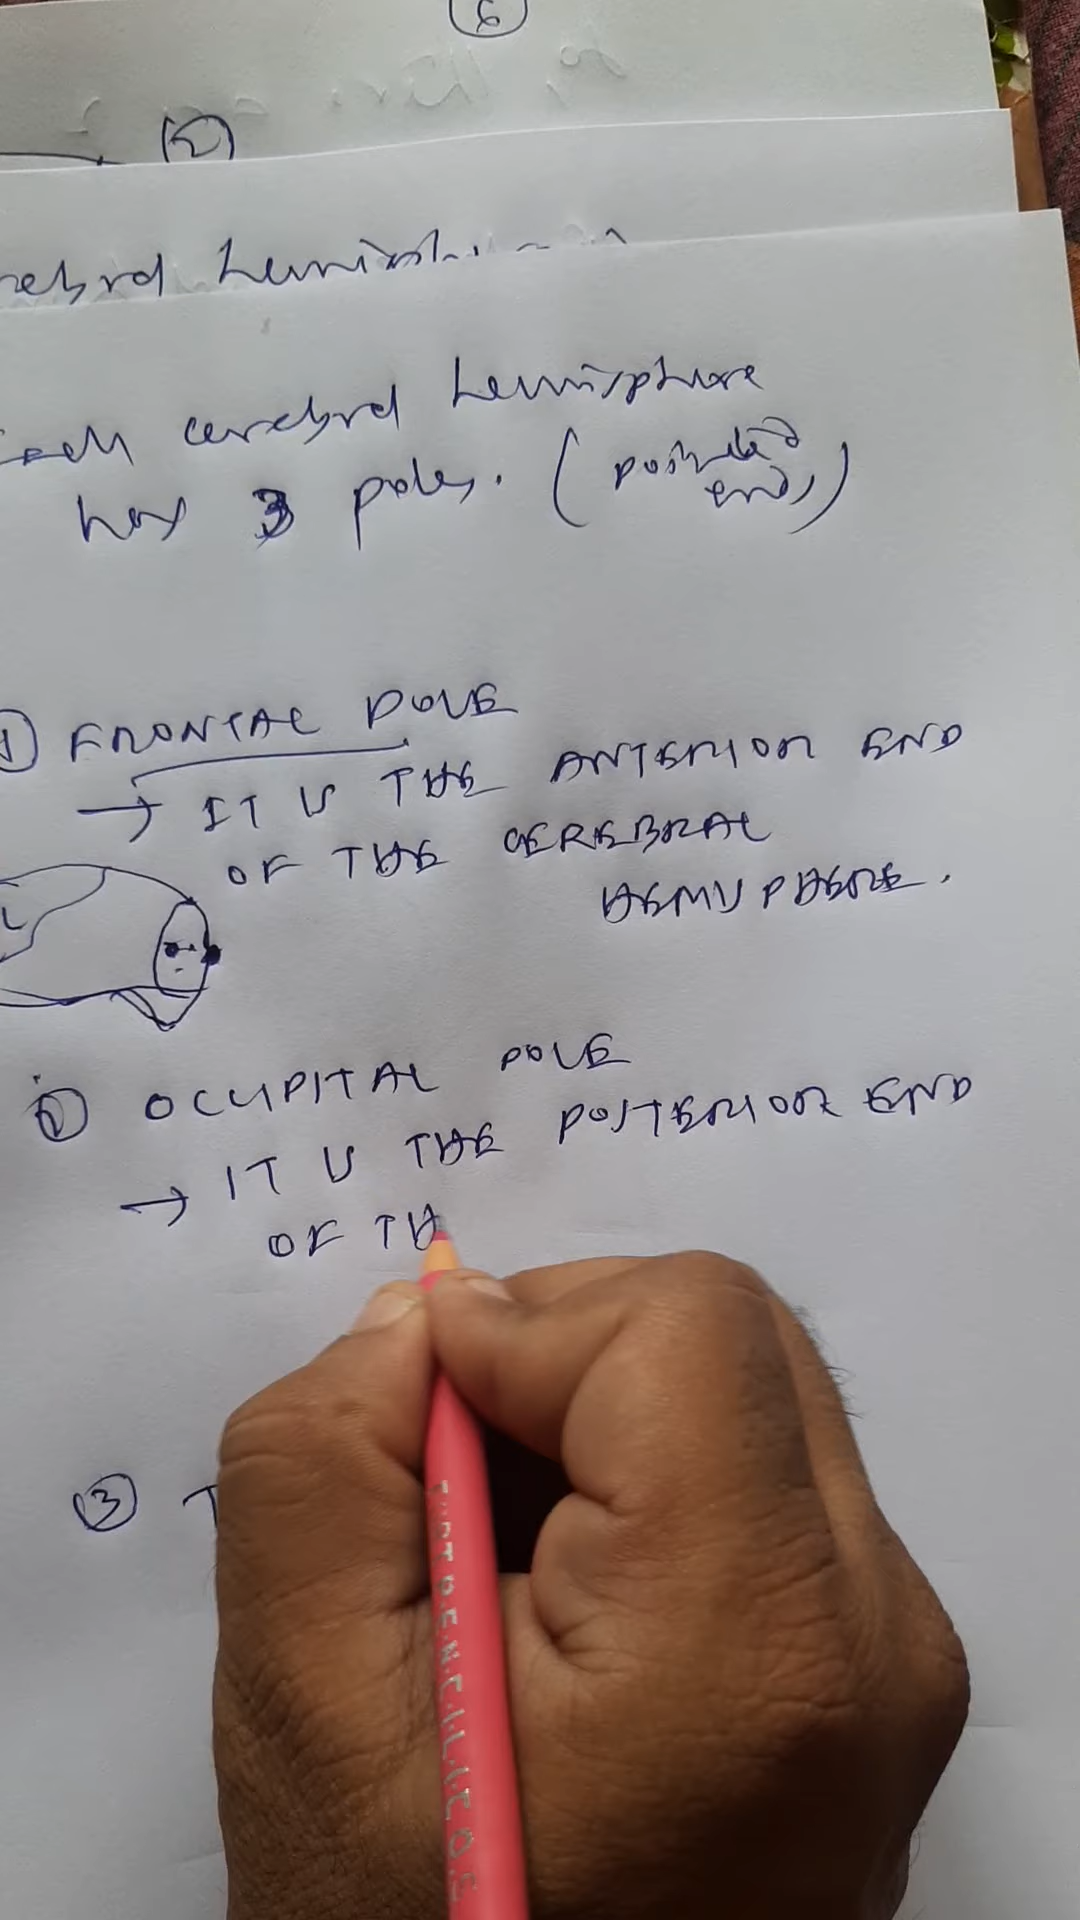 6
5
Cerebral hemisphere
Each cerebral hemisphere
has 3 poles. (pointed
ends)
1 FRONTAL POLE
→ IT IS THE ANTERIOR END
OF THE CEREBRAL
HEMISPHERE.
2 OCCIPITAL POLE
→ IT IS THE POSTERIOR END
OF TH
3 T